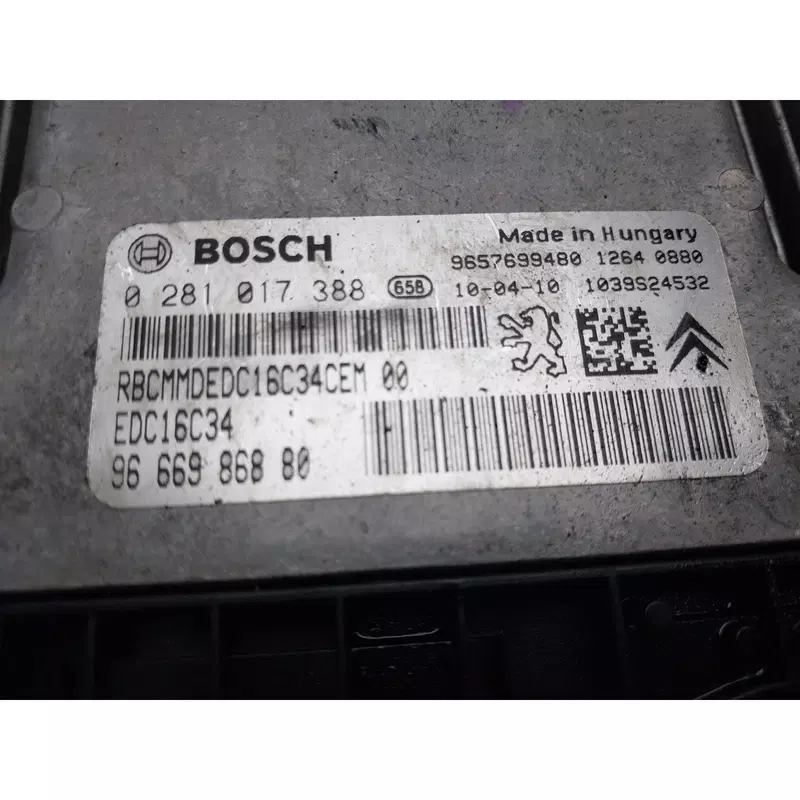 BOSCH
Made in Hungary
9657699480 1264 0880
0 281 017 388 658 10-04-10 1039S24532
RBCMMDEDC16C34CEM 00
EDC16C34
96 669 868 80